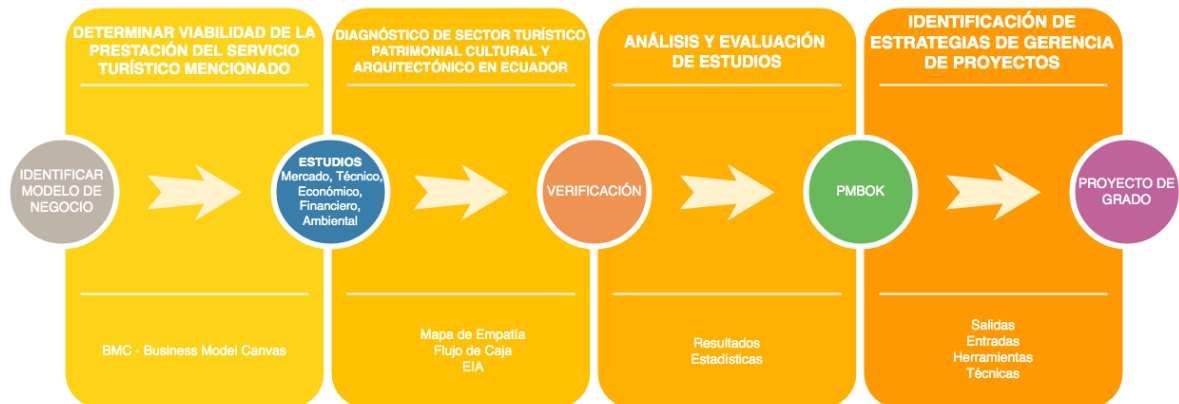 DETERMINAR VIABILIDAD DE LA
PRESTACIÓN DEL SERVICIO
TURÍSTICO MENCIONADO
DIAGNÓSTICO DE SECTOR TURÍSTICO
PATRIMONIAL CULTURAL Y
ARQUITECTÓNICO EN ECUADOR
ANÁLISIS Y EVALUACIÓN
DE ESTUDIOS
IDENTIFICACIÓN DE
ESTRATEGIAS DE GERENCIA
DE PROYECTOS
IDENTIFICAR
MODELO DE
NEGOCIO
ESTUDIOS
Mercado, Técnico,
Económico,
Financiero,
Ambiental
VERIFICACIÓN
PMBOK
PROYECTO DE
GRADO
BMC - Business Model Canvas
Mapa de Empatía
Flujo de Caja
EIA
Resultados
Estadísticas
Salidas
Entradas
Herramientas
Técnicas